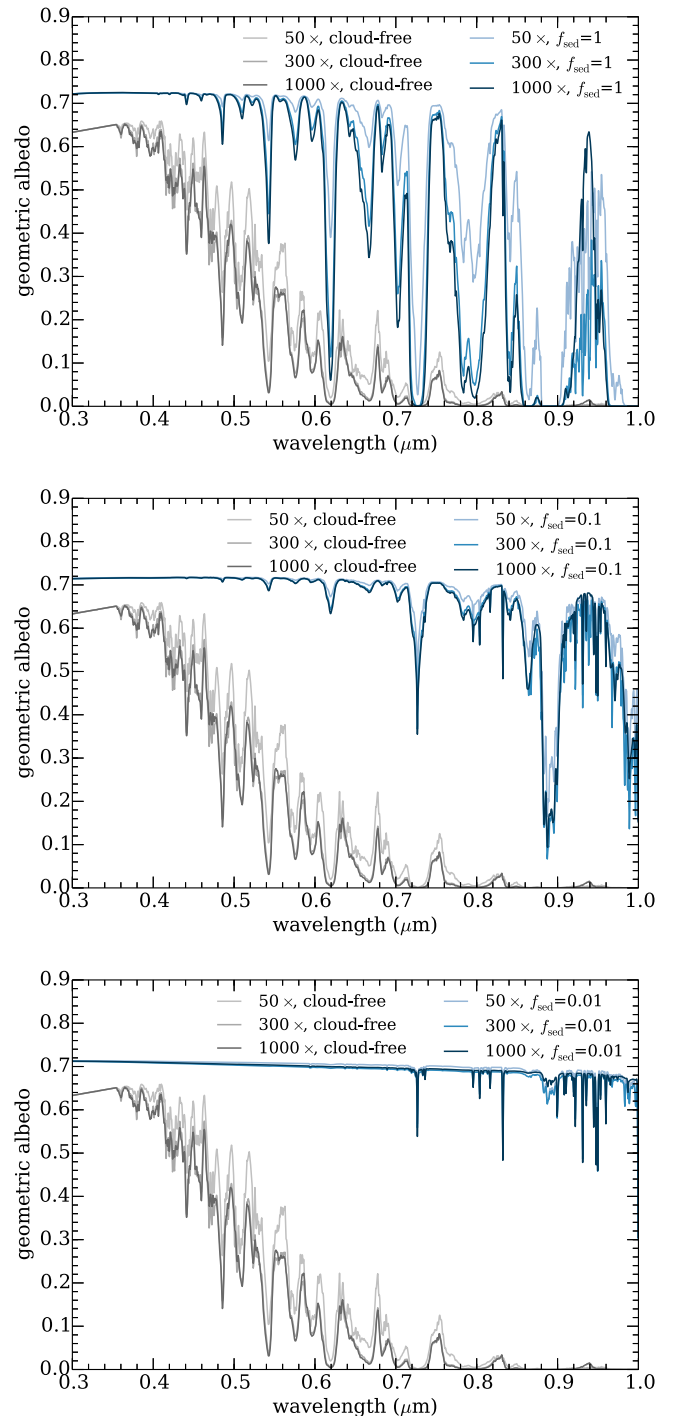 0.9
0.8
0.7
0.6
0.5
0.4
0.3
0.2
0.1
0.0
geometric albedo
50 ×, cloud-free
300 ×, cloud-free
1000 ×, cloud-free
50 ×, f_sed=1
300 ×, f_sed=1
1000 ×, f_sed=1
0.3 0.4 0.5 0.6 0.7 0.8 0.9 1.0
wavelength (μm)
0.9
0.8
0.7
0.6
0.5
0.4
0.3
0.2
0.1
0.0
geometric albedo
50 ×, cloud-free
300 ×, cloud-free
1000 ×, cloud-free
50 ×, f_sed=0.1
300 ×, f_sed=0.1
1000 ×, f_sed=0.1
0.3 0.4 0.5 0.6 0.7 0.8 0.9 1.0
wavelength (μm)
0.9
0.8
0.7
0.6
0.5
0.4
0.3
0.2
0.1
0.0
geometric albedo
50 ×, cloud-free
300 ×, cloud-free
1000 ×, cloud-free
50 ×, f_sed=0.01
300 ×, f_sed=0.01
1000 ×, f_sed=0.01
0.3 0.4 0.5 0.6 0.7 0.8 0.9 1.0
wavelength (μm)